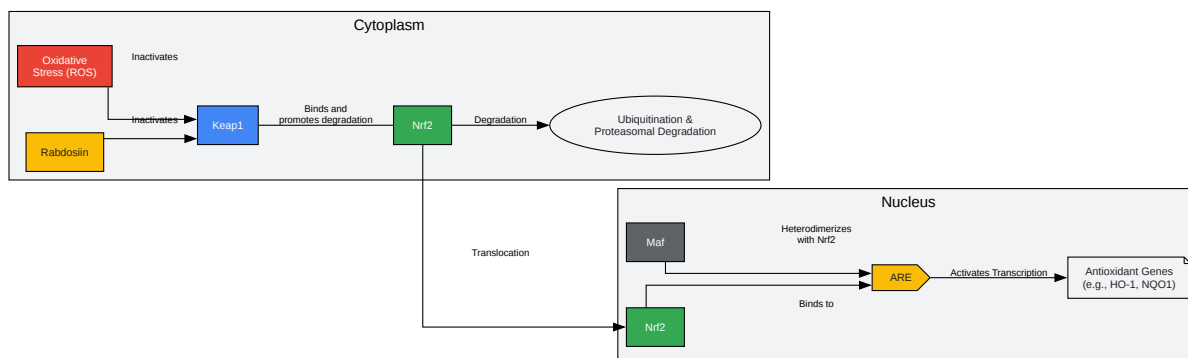 Cytoplasm
Oxidative
Stress (ROS)
Inactivates
Inactivates
Rabdosiin
Keap1
Binds and
promotes degradation
Nrf2
Degradation
Ubiquitination &
Proteasomal Degradation
Translocation
Nucleus
Maf
Heterodimerizes
with Nrf2
ARE
Activates Transcription
Antioxidant Genes
(e.g., HO-1, NQO1)
Binds to
Nrf2